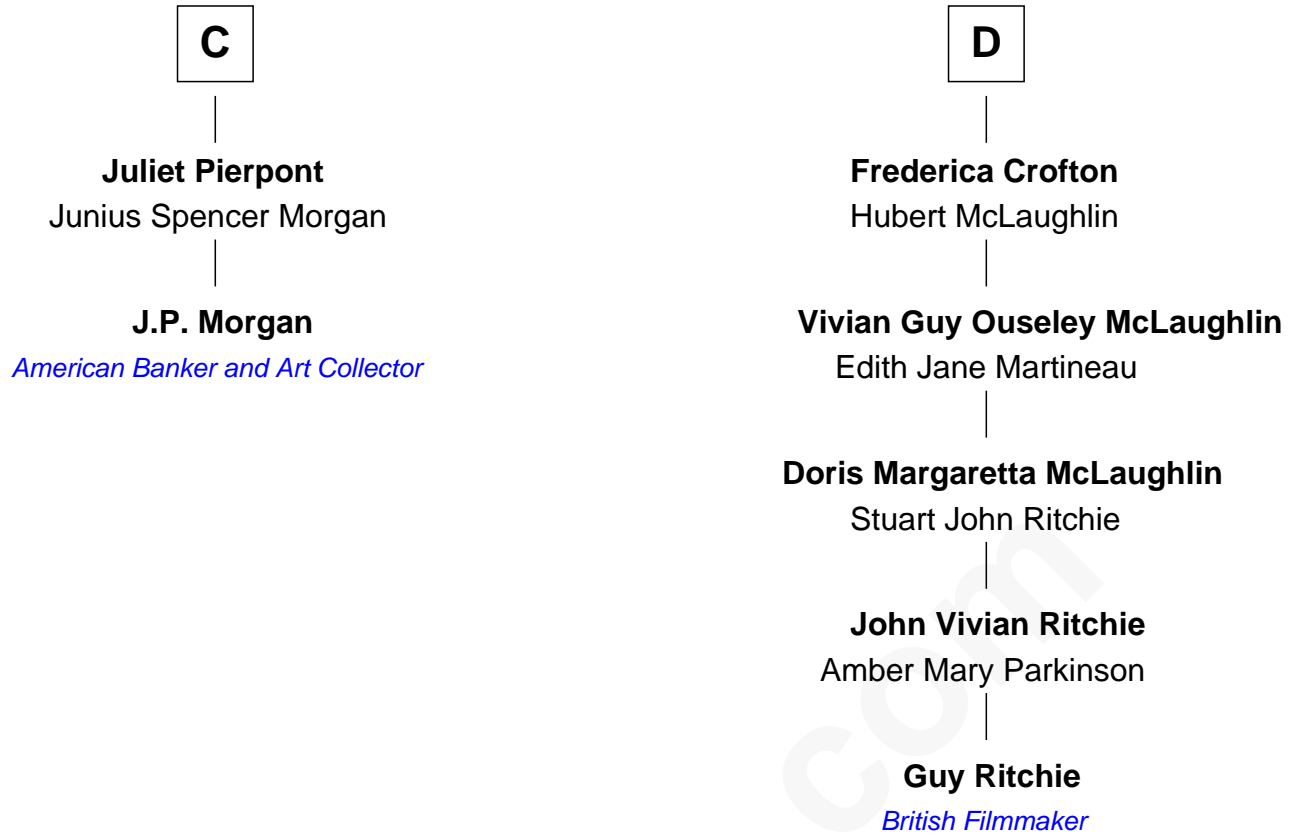 C
Juliet Pierpont
Junius Spencer Morgan
J.P. Morgan
American Banker and Art Collector
D
Frederica Crofton
Hubert McLaughlin
Vivian Guy Ouseley McLaughlin
Edith Jane Martineau
Doris Margaretta McLaughlin
Stuart John Ritchie
John Vivian Ritchie
Amber Mary Parkinson
Guy Ritchie
British Filmmaker
com